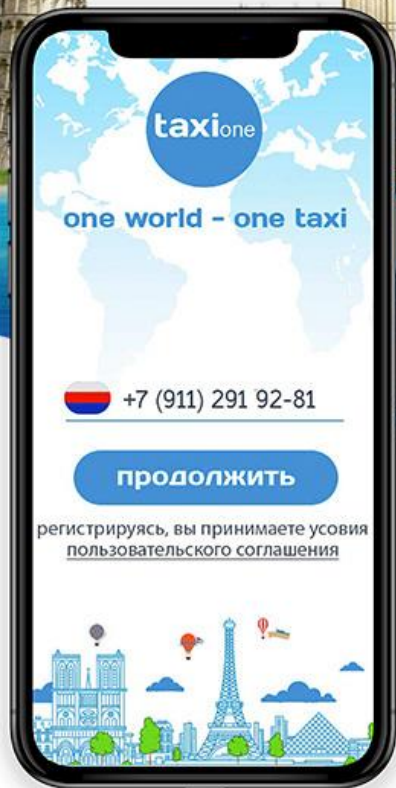 taxione
one world - one taxi
+7 (911) 291 92-81
продолжить
регистрируясь, вы принимаете усовия
пользовательского соглашения